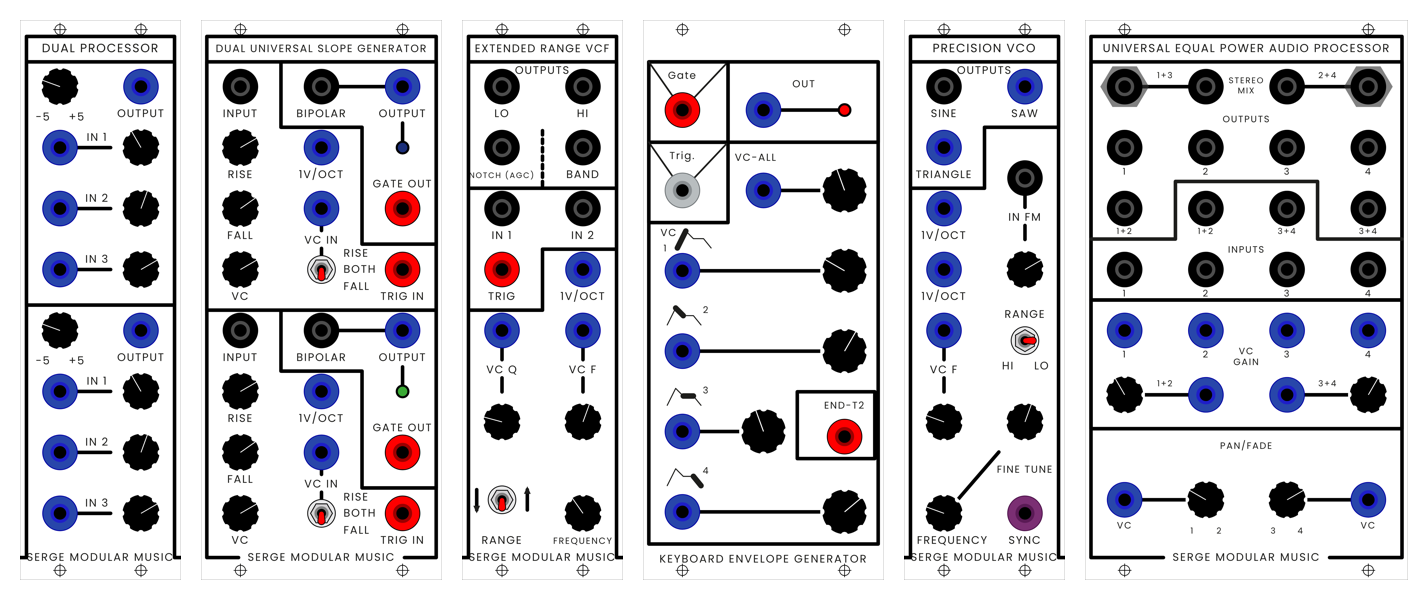 DUAL PROCESSOR
-5 +5 OUTPUT
IN 1
IN 2
IN 3
-5 +5 OUTPUT
IN 1
IN 2
IN 3
SERGE MODULAR MUSIC
DUAL UNIVERSAL SLOPE GENERATOR
INPUT BIPOLAR OUTPUT
RISE 1V/OCT
GATE OUT
FALL
VC IN
RISE
BOTH
FALL
VC TRIG IN
INPUT BIPOLAR OUTPUT
RISE 1V/OCT
GATE OUT
FALL
VC IN
RISE
BOTH
FALL
VC TRIG IN
SERGE MODULAR MUSIC
EXTENDED RANGE VCF
OUTPUTS
LO HI
NOTCH (AGC) BAND
IN 1 IN 2
TRIG 1V/OCT
VC Q VC F
RANGE FREQUENCY
SERGE MODULAR MUSIC
Gate
OUT
Trig.
VC-ALL
VC
1
2
3
END-T2
4
KEYBOARD ENVELOPE GENERATOR
PRECISION VCO
OUTPUTS
SINE SAW
TRIANGLE
IN FM
1V/OCT
1V/OCT
RANGE
HI LO
VC F
FINE TUNE
FREQUENCY SYNC
SERGE MODULAR MUSIC
UNIVERSAL EQUAL POWER AUDIO PROCESSOR
1+3 STEREO MIX 2+4
OUTPUTS
1 2 3 4
1+2 1+2 3+4 3+4
INPUTS
1 2 3 4
1 2 3 4
VC
GAIN
1+2 3+4
PAN/FADE
VC 1 2 3 4 VC
SERGE MODULAR MUSIC